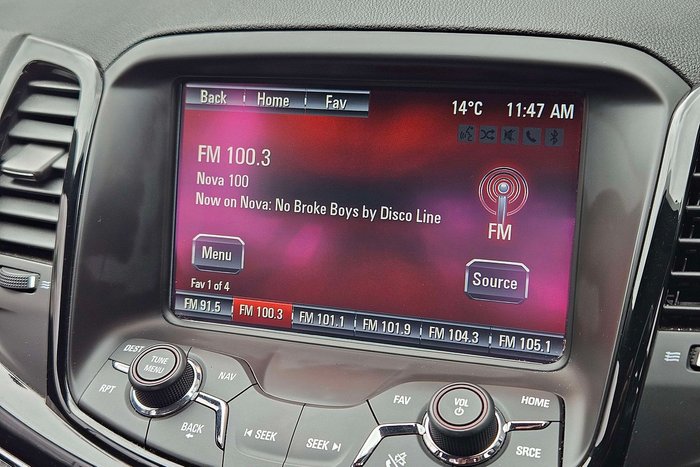 Back Home Fav 14°C 11:47 AM
FM 100.3
Nova 100
Now on Nova: No Broke Boys by Disco Line
FM
Menu
Source
Fav 1 of 4
FM 91.5 FM 100.3 FM 101.1 FM 101.9 FM 104.3 FM 105.1
DEST
TUNE
MENU
NAV
RPT
BACK
SEEK
SEEK
FAV
VOL
HOME
SRCE